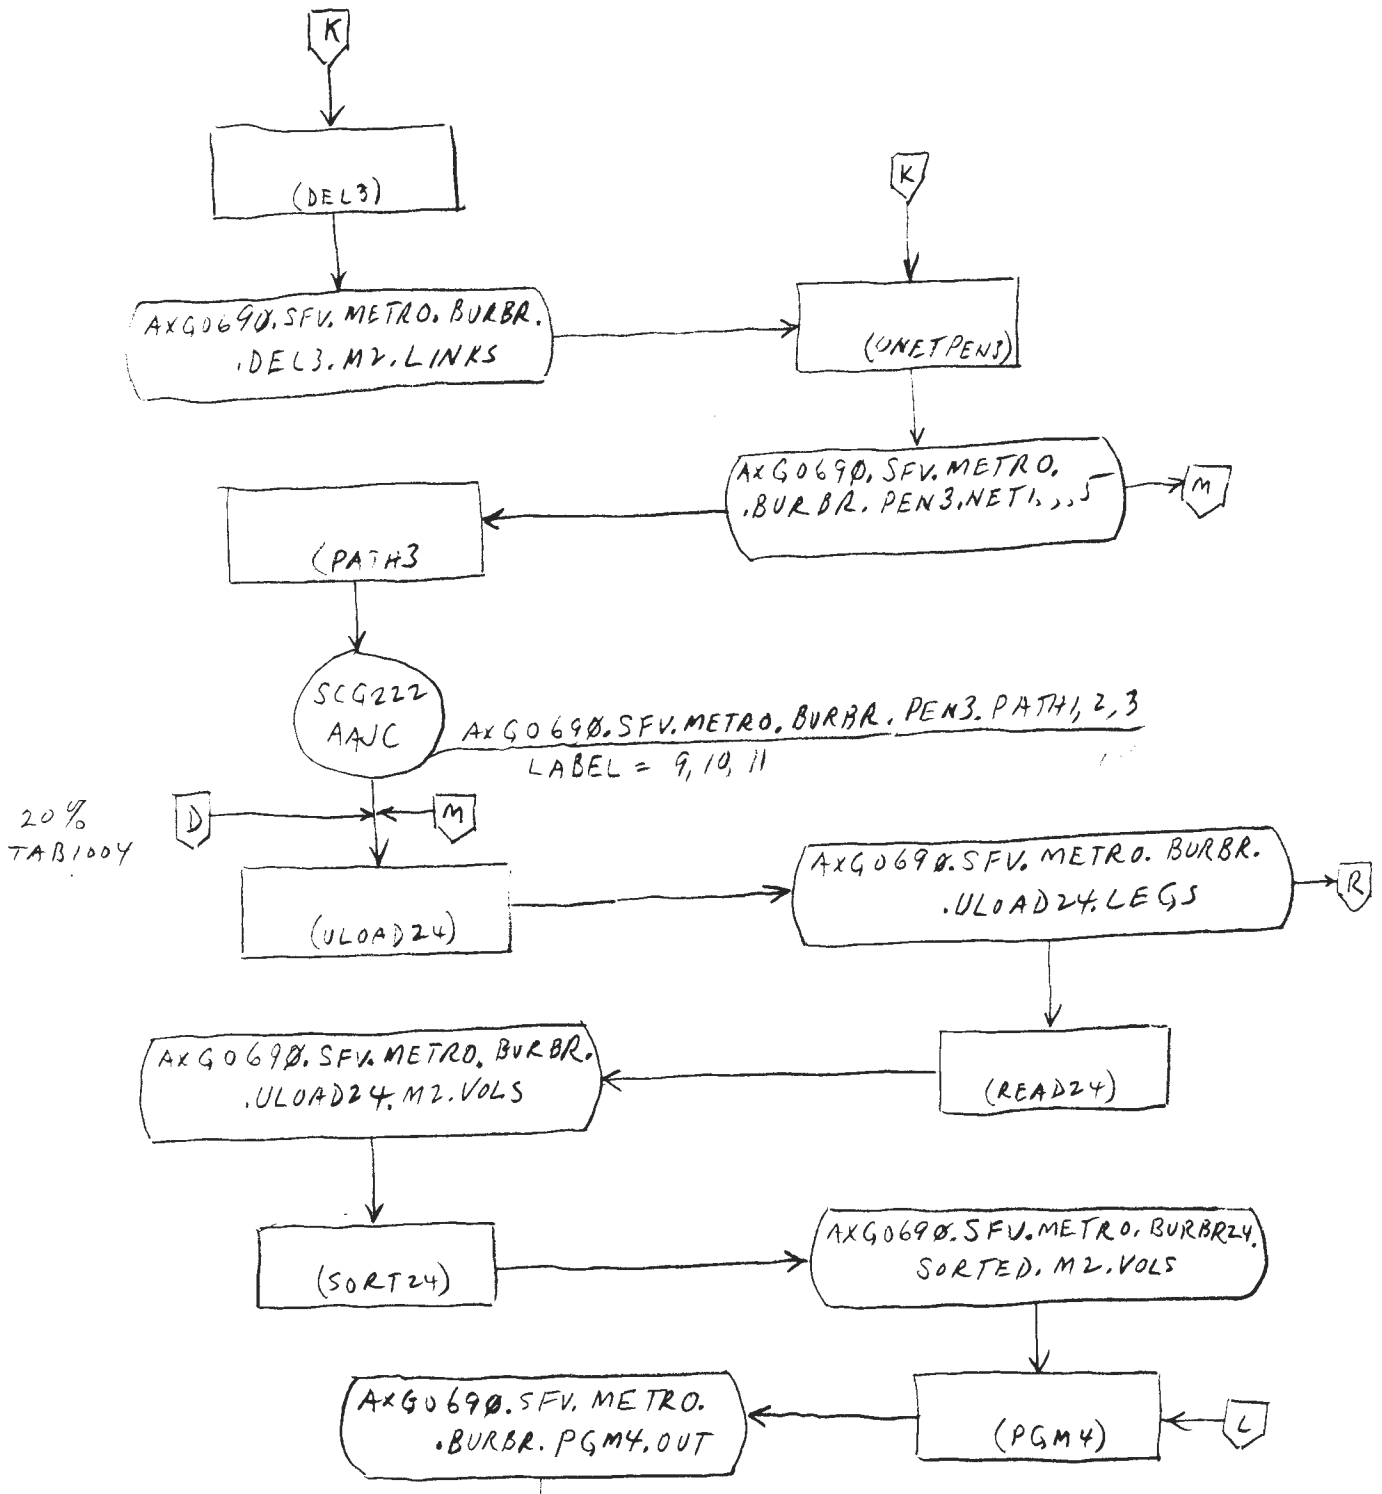 K
(DEL3)
K
AXG0690.SFV.METRO.BURBR.
.DEL3.M2.LINKS
(UNETPEN3)
AXG0690.SFV.METRO.
.BURBR.PEN3.NET1,,,5
M
(PATH3
SCG222
AAJC
AXG0690.SFV.METRO.BURBR.PEN3.PATH1,2,3
LABEL = 9,10,11
20%
TAB1004
D
M
(ULOAD24)
AXG0690.SFV.METRO.BURBR.
.ULOAD24.LEGS
R
AXG0690.SFV.METRO.BURBR.
.ULOAD24.M2.VOLS
(READ24)
(SORT24)
AXG0690.SFV.METRO.BURBR24.
SORTED.M2.VOLS
AXG0690.SFV.METRO.
.BURBR.PGM4.OUT
(PGM4)
L